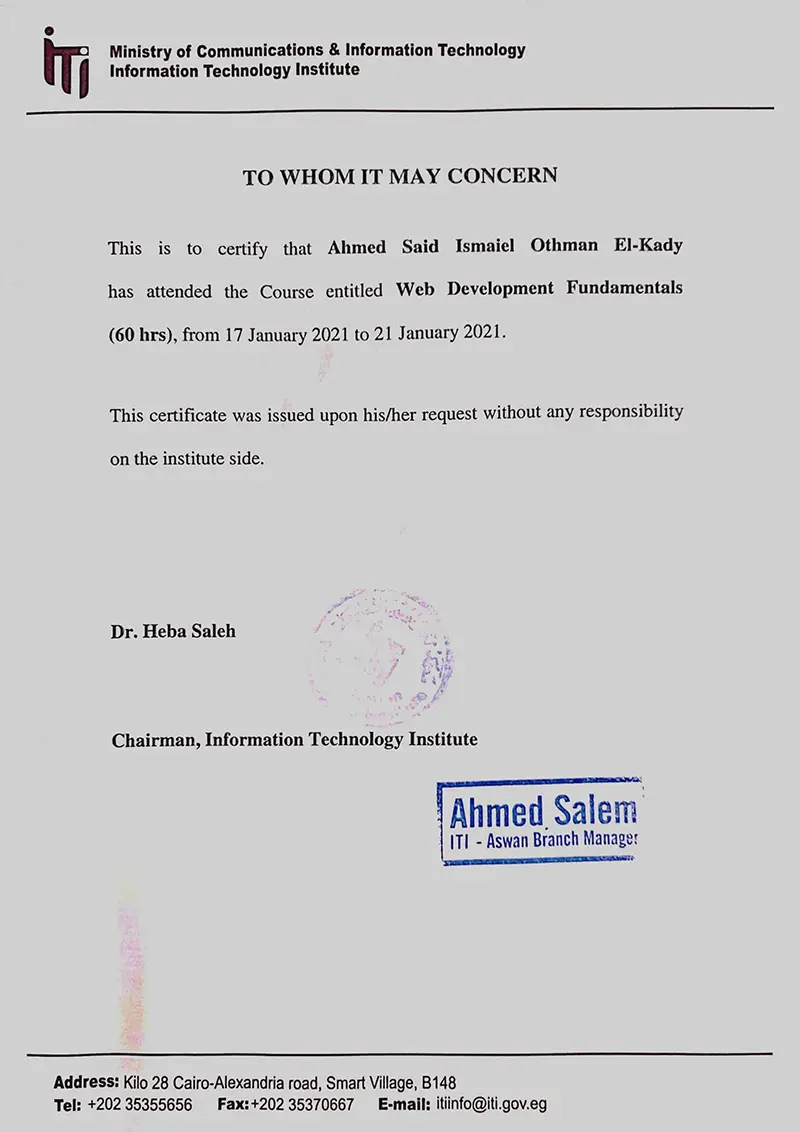 iTi
Ministry of Communications & Information Technology
Information Technology Institute
TO WHOM IT MAY CONCERN
This is to certify that Ahmed Said Ismaiel Othman El-Kady
has attended the Course entitled Web Development Fundamentals
(60 hrs), from 17 January 2021 to 21 January 2021.
This certificate was issued upon his/her request without any responsibility
on the institute side.
Dr. Heba Saleh
Chairman, Information Technology Institute
Ahmed Salem
ITI - Aswan Branch Manager
Address: Kilo 28 Cairo-Alexandria road, Smart Village, B148
Tel: +202 35355656 Fax:+202 35370667 E-mail: itiinfo@iti.gov.eg